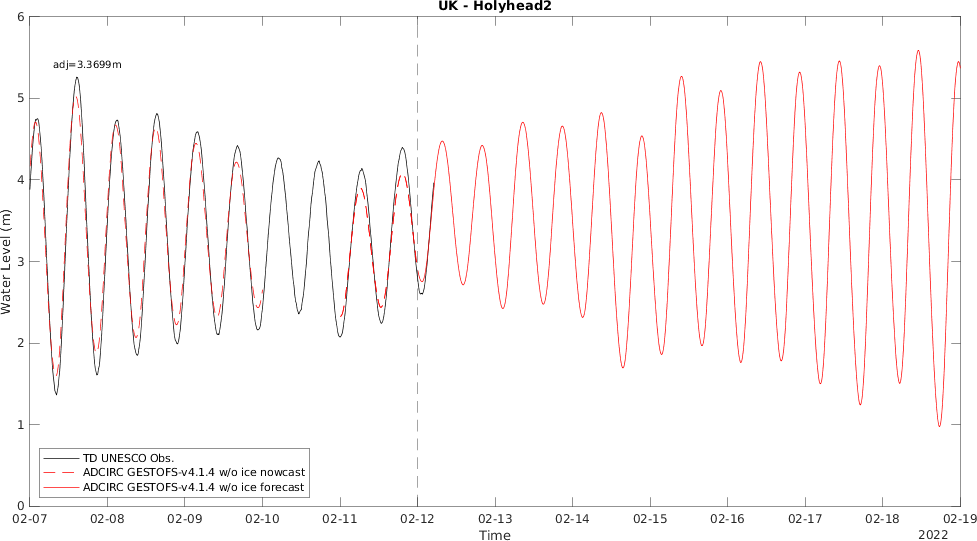 UK - Holyhead2
adj=3.3699m
6
5
4
3
2
1
0
Water Level (m)
TD UNESCO Obs.
ADCIRC GESTOFS-v4.1.4 w/o ice nowcast
ADCIRC GESTOFS-v4.1.4 w/o ice forecast
02-07 02-08 02-09 02-10 02-11 02-12 02-13 02-14 02-15 02-16 02-17 02-18 02-19
Time
2022